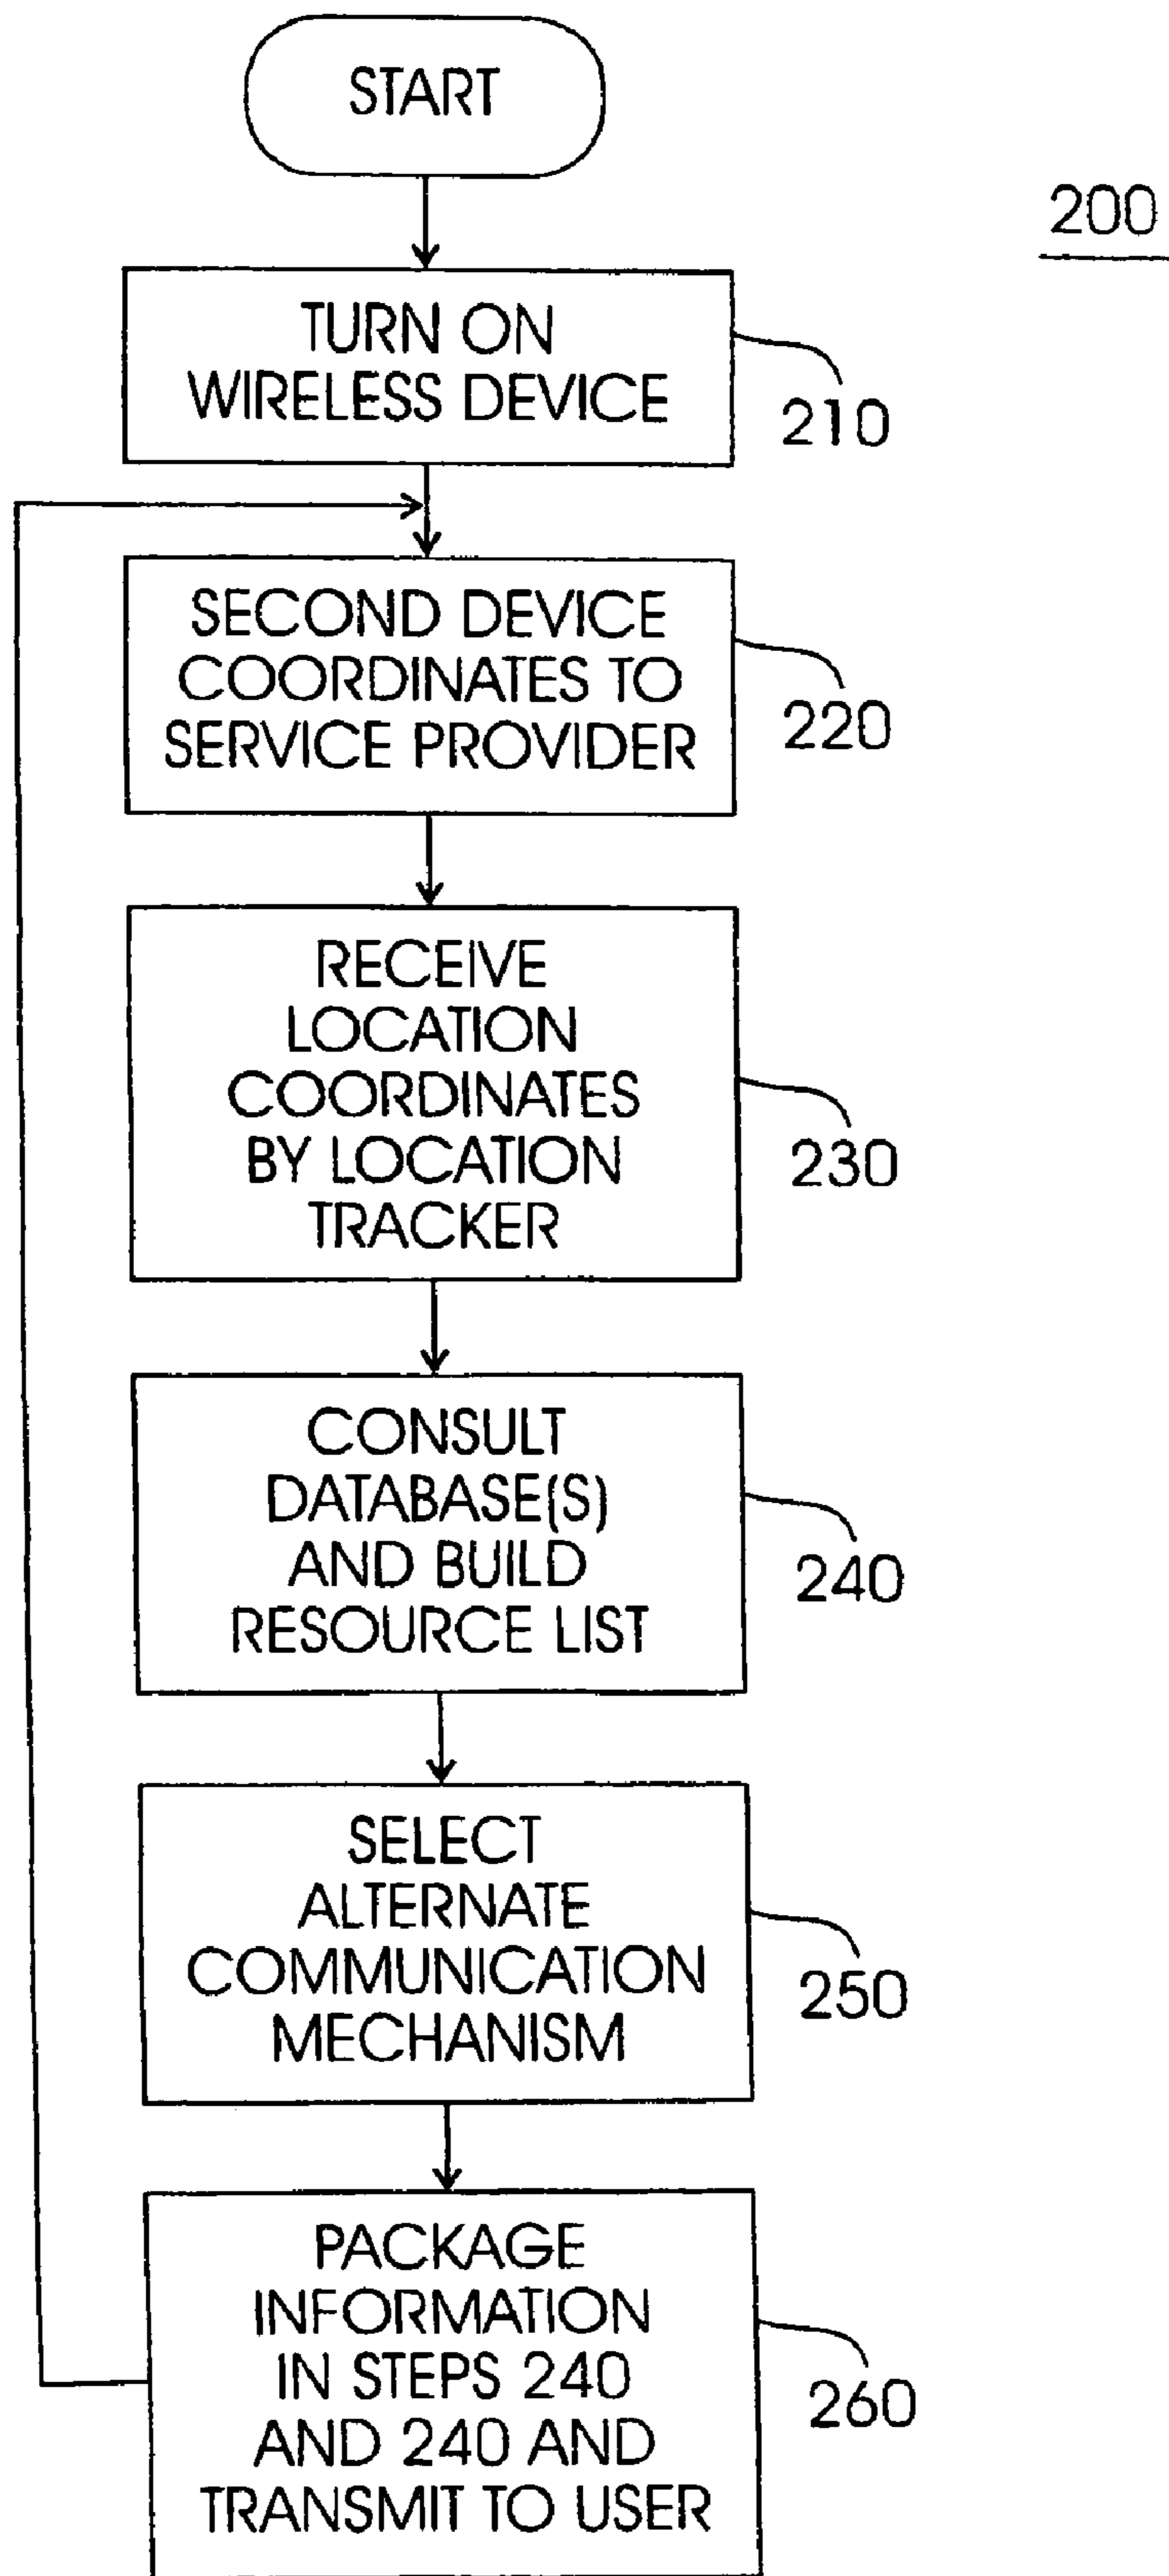 START
200
TURN ON
WIRELESS DEVICE
210
SECOND DEVICE
COORDINATES TO
SERVICE PROVIDER
220
RECEIVE
LOCATION
COORDINATES
BY LOCATION
TRACKER
230
CONSULT
DATABASE(S)
AND BUILD
RESOURCE LIST
240
SELECT
ALTERNATE
COMMUNICATION
MECHANISM
250
PACKAGE
INFORMATION
IN STEPS 240
AND 240 AND
TRANSMIT TO USER
260